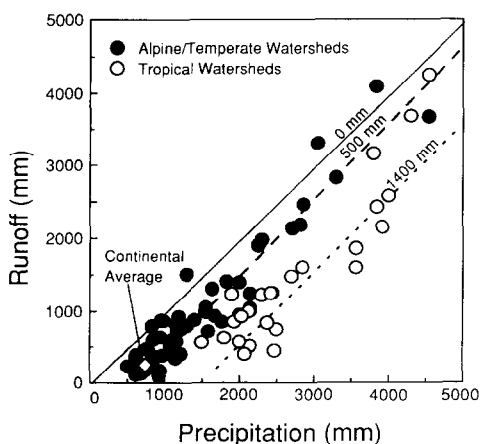 5000
4000
3000
2000
1000
0
Runoff (mm)
Alpine/Temperate Watersheds
Tropical Watersheds
0 mm
500 mm
1400 mm
Continental
Average
0 1000 2000 3000 4000 5000
Precipitation (mm)